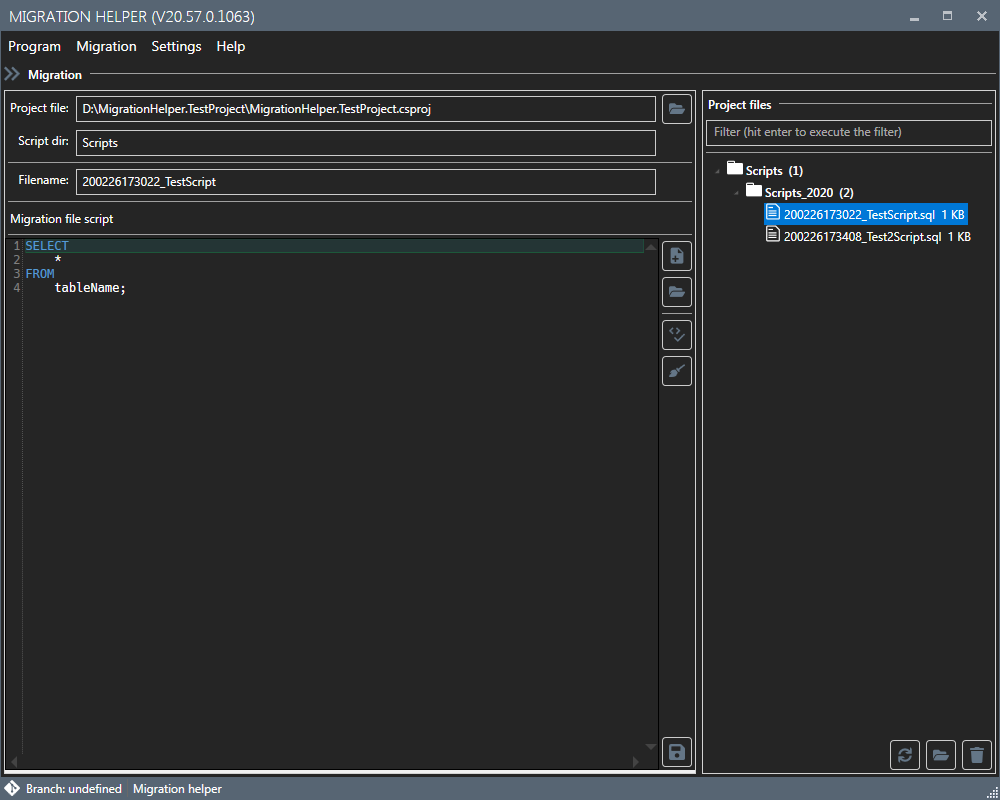 MIGRATION HELPER (V20.57.0.1063)
Program Migration Settings Help
Migration
Project file: D:\MigrationHelper.TestProject\MigrationHelper.TestProject.csproj
Script dir: Scripts
Filename: 200226173022_TestScript
Migration file script
1 SELECT
2 *
3 FROM
4 tableName;
Project files
Filter (hit enter to execute the filter)
Scripts (1)
Scripts_2020 (2)
200226173022_TestScript.sql 1 KB
200226173408_Test2Script.sql 1 KB
Branch: undefined Migration helper